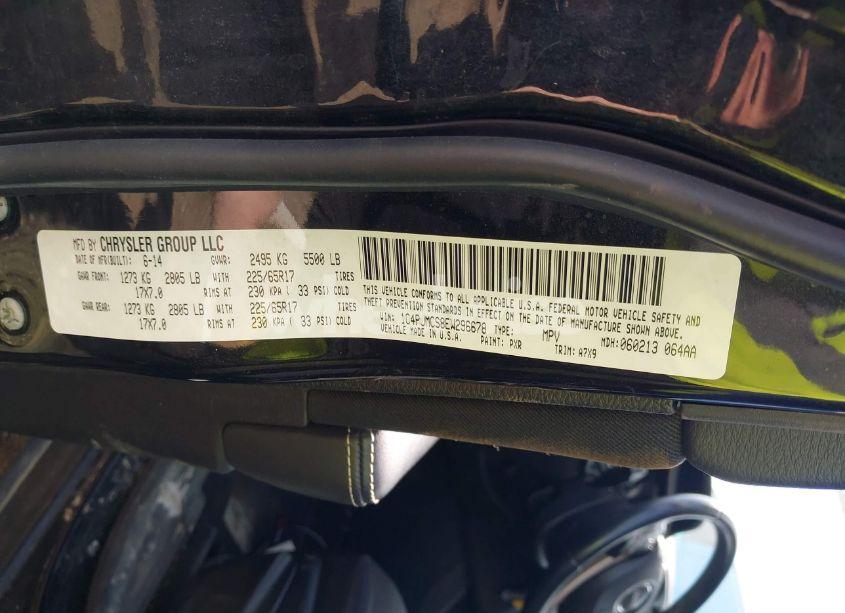 MFD BY CHRYSLER GROUP LLC
DATE OF MFR(BUILT): 6-14 GVWR: 2495 KG 5500 LB
GAWR FRONT: 1273 KG 2805 LB WITH 225/65R17 TIRES
17X7.0 RIMS AT 230 KPA ( 33 PSI) COLD
GAWR REAR: 1273 KG 2805 LB WITH 225/65R17 TIRES
17X7.0 RIMS AT 230 KPA ( 33 PSI) COLD
THIS VEHICLE CONFORMS TO ALL APPLICABLE U.S.A. FEDERAL MOTOR VEHICLE SAFETY AND
THEFT PREVENTION STANDARDS IN EFFECT ON THE DATE OF MANUFACTURE SHOWN ABOVE.
VIN: 1C4PJMCS8EW296678 TYPE: MPV MDH: 060213 064AA
VEHICLE MADE IN U.S.A. PAINT: PXR TRIM: A7X9